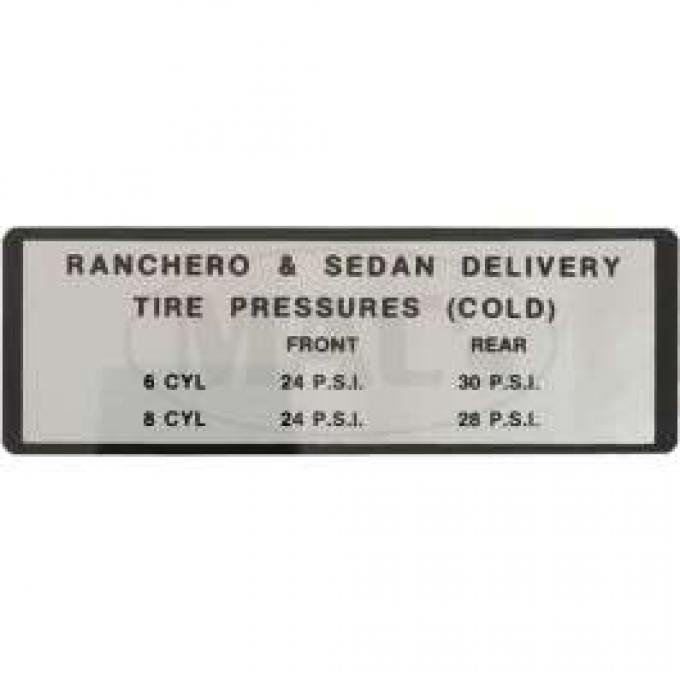 RANCHERO & SEDAN DELIVERY
TIRE PRESSURES (COLD)
FRONT REAR
6 CYL 24 P.S.I. 30 P.S.I.
8 CYL 24 P.S.I. 28 P.S.I.